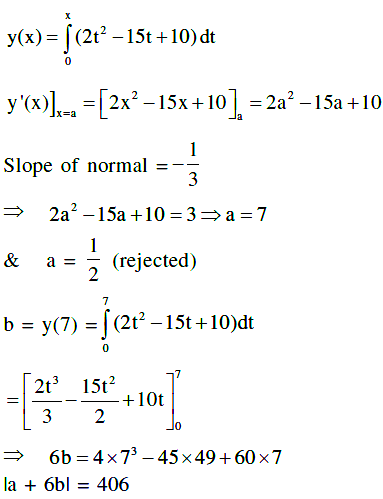 y(x) = ∫₀ˣ (2t² − 15t + 10) dt
y'(x)]ₓ₌ₐ = [2x² − 15x + 10]ₐ = 2a² − 15a + 10
Slope of normal = −1/3
⇒ 2a² − 15a + 10 = 3 ⇒ a = 7
& a = 1/2 (rejected)
b = y(7) = ∫₀⁷ (2t² − 15t + 10)dt
= [2t³/3 − 15t²/2 + 10t]₀⁷
⇒ 6b = 4 × 7³ − 45 × 49 + 60 × 7
|a + 6b| = 406